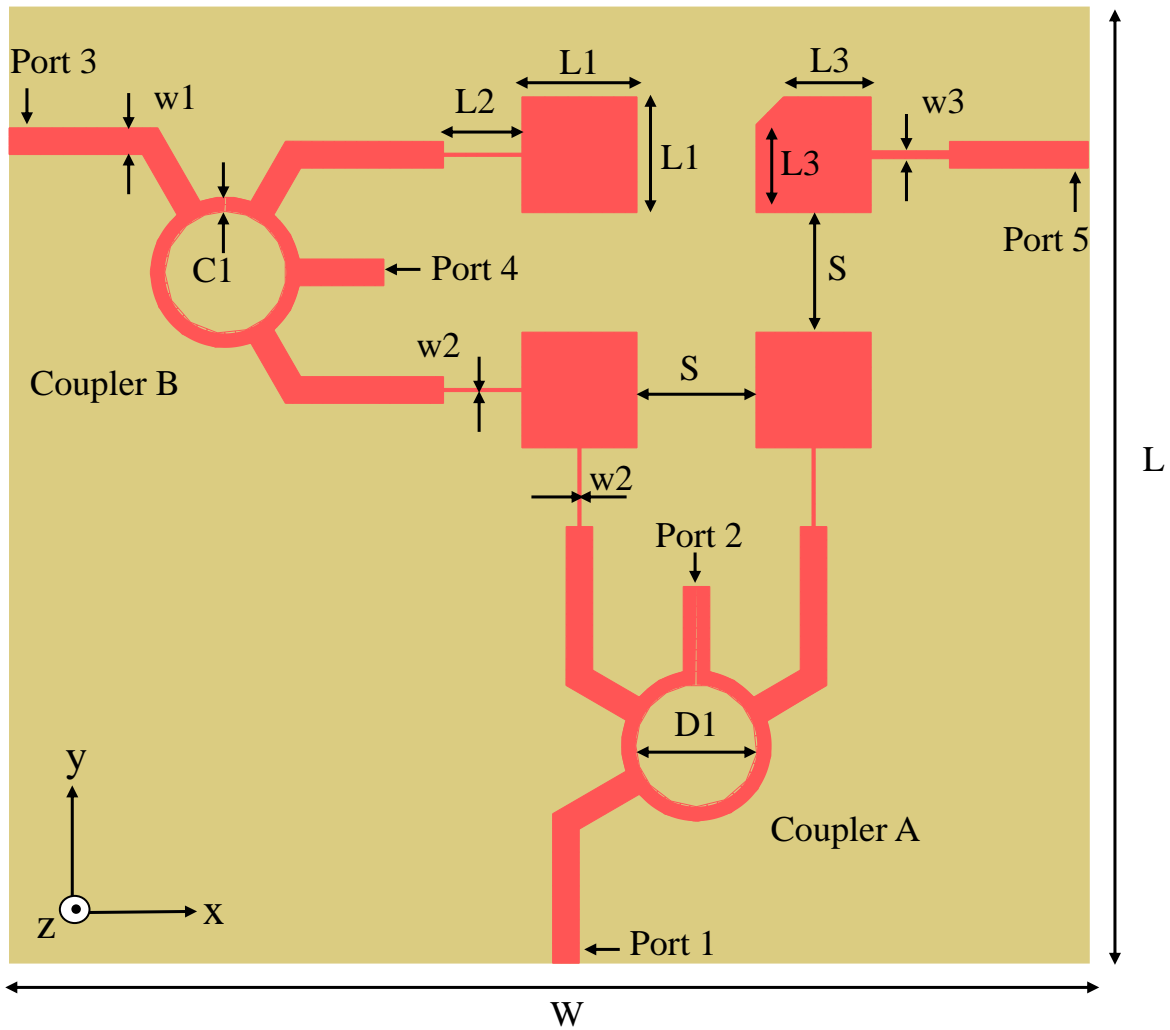 Port 3
w1
L2
L1
L3
w3
L1
L3
Port 5
C1
Port 4
S
w2
S
Coupler B
L
w2
Port 2
D1
Coupler A
y
x
z
Port 1
W